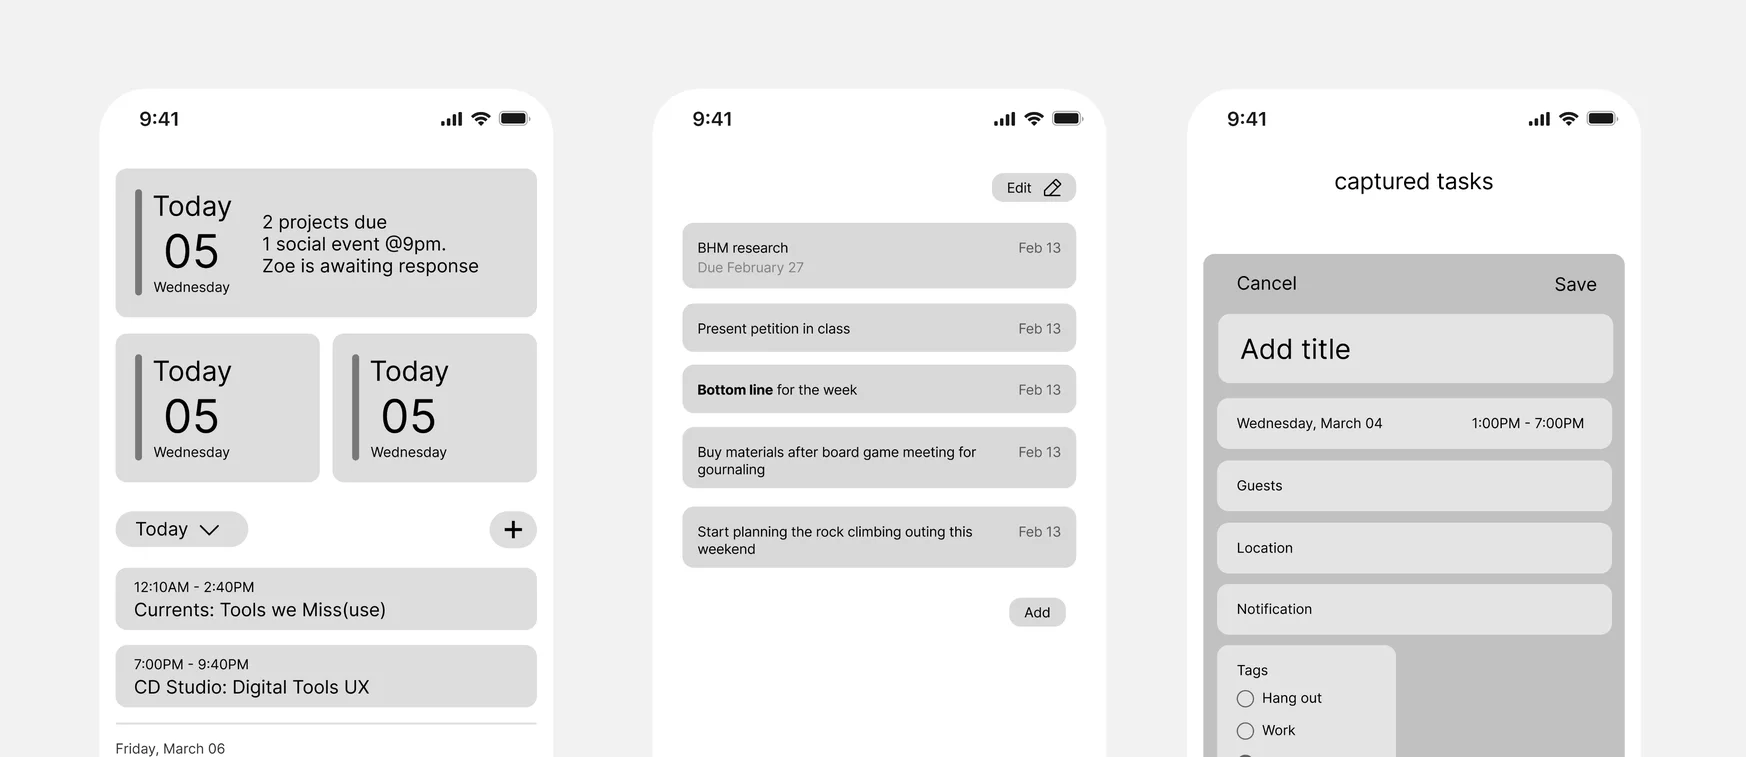 9:41
Today
05
Wednesday
2 projects due
1 social event @9pm.
Zoe is awaiting response
Today
05
Wednesday
Today
05
Wednesday
Today
12:10AM - 2:40PM
Currents: Tools we Miss(use)
7:00PM - 9:40PM
CD Studio: Digital Tools UX
Friday, March 06
9:41
Edit
BHM research
Feb 13
Due February 27
Present petition in class
Feb 13
Bottom line for the week
Feb 13
Buy materials after board game meeting for
gournaling
Feb 13
Start planning the rock climbing outing this
weekend
Feb 13
Add
9:41
captured tasks
Cancel
Save
Add title
Wednesday, March 04
1:00PM - 7:00PM
Guests
Location
Notification
Tags
Hang out
Work